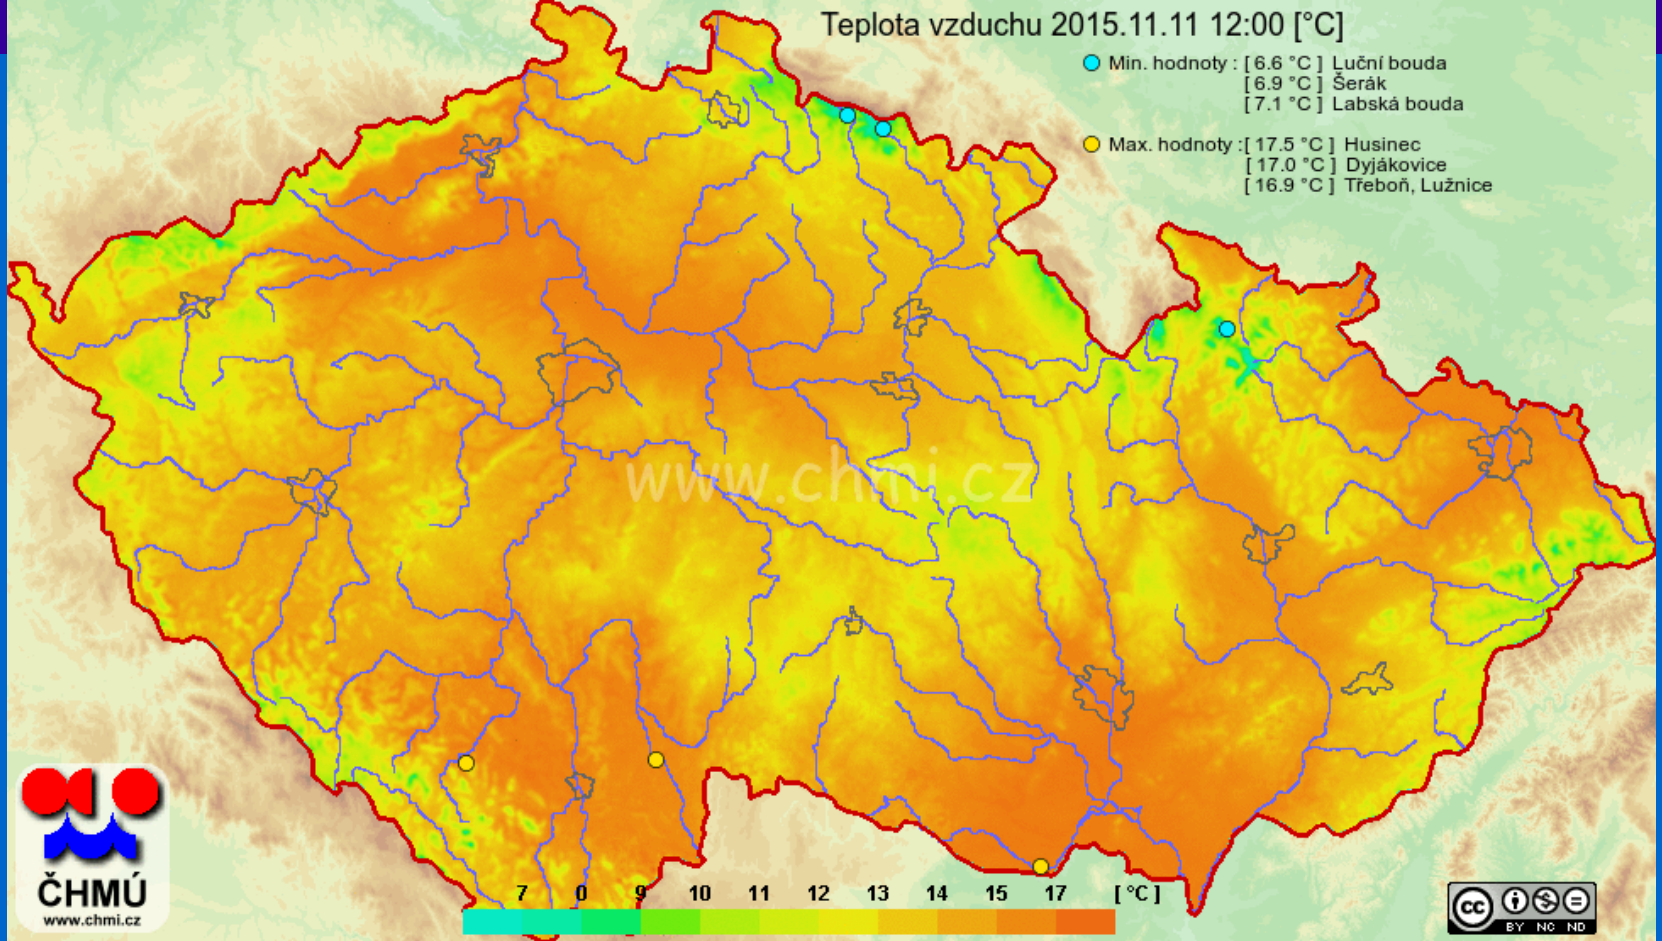 Teplota vzduchu 2015.11.11 12:00 [°C]
Min. hodnoty : [ 6.6 °C ] Luční bouda
[ 6.9 °C ] Šerák
[ 7.1 °C ] Labská bouda
Max. hodnoty :[ 17.5 °C ] Husinec
[ 17.0 °C ] Dyjákovice
[ 16.9 °C ] Třeboň, Lužnice
www.chmi.cz
ČHMÚ
www.chmi.cz
7 0 9 10 11 12 13 14 15 17 [ °C ]
cc
BY NC ND